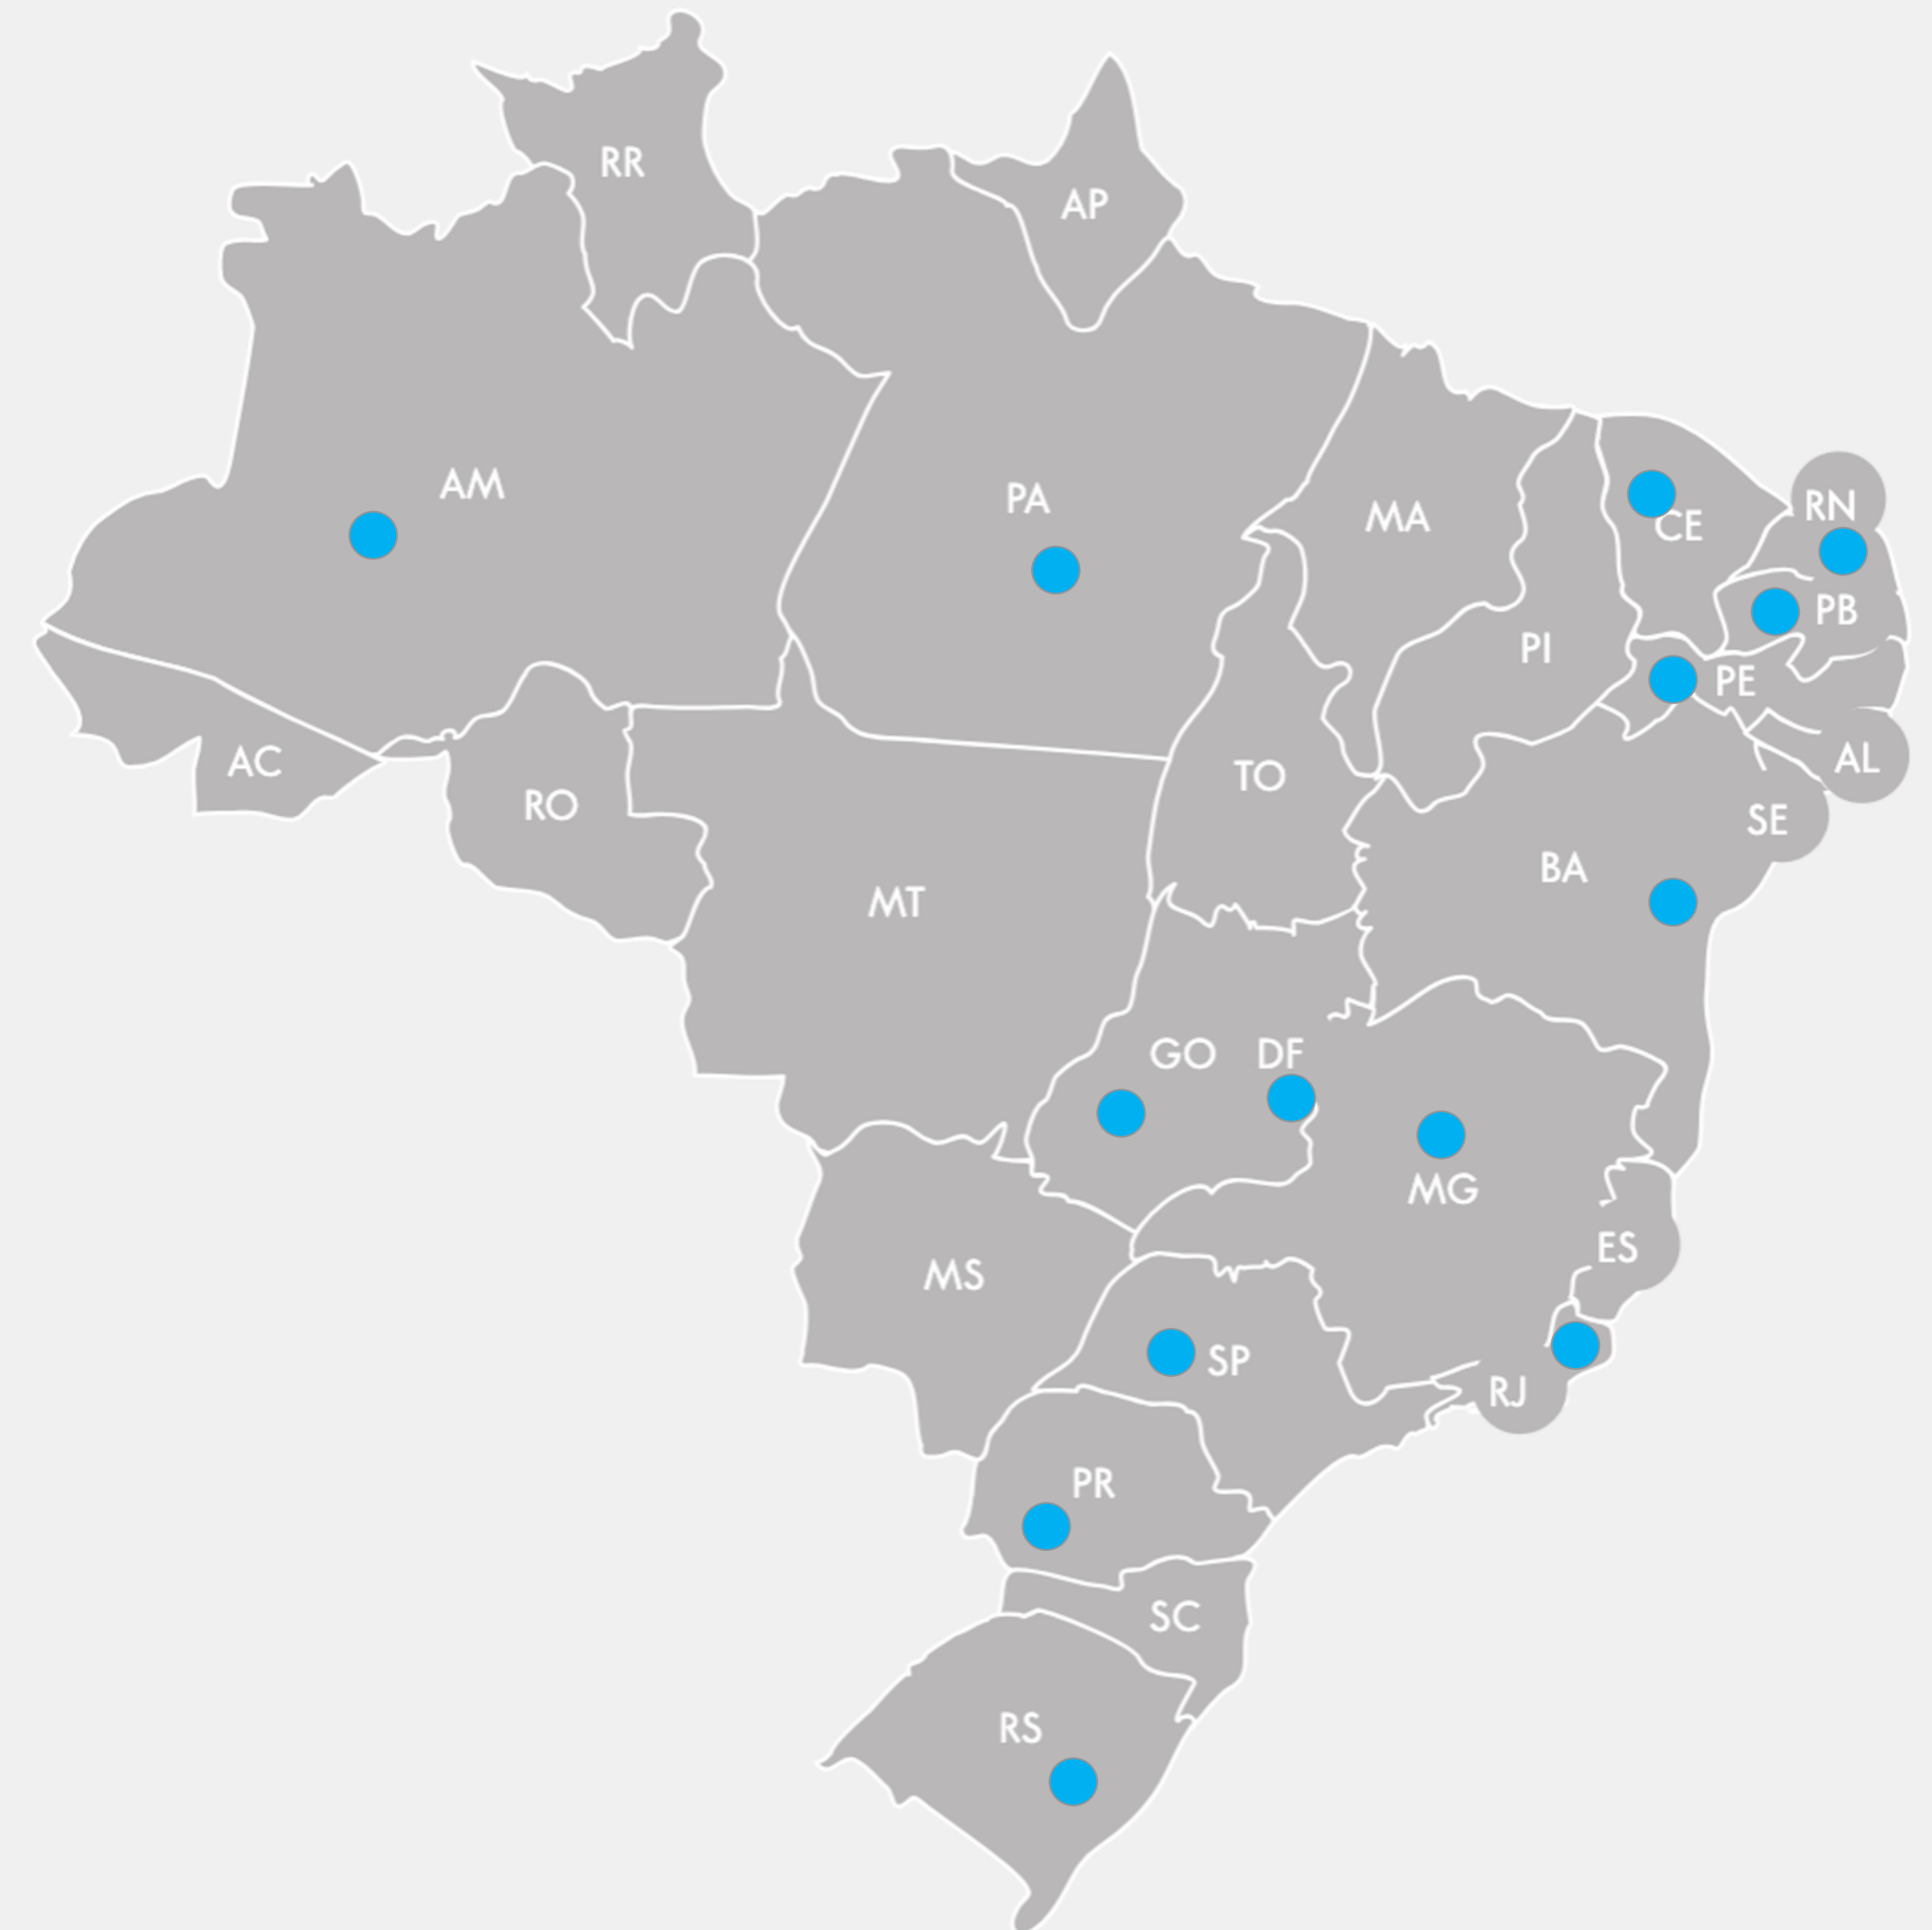 RR
AP
AM
PA
MA
CE
RN
PB
PI
PE
AC
TO
AL
RO
SE
BA
MT
GO
DF
MG
ES
MS
SP
RJ
PR
SC
RS